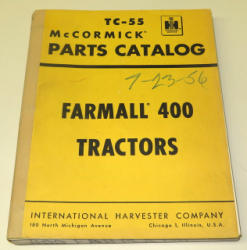 TC-55
McCORMICK®
PARTS CATALOG
7-23-56
FARMALL® 400
TRACTORS
INTERNATIONAL HARVESTER COMPANY
180 North Michigan Avenue Chicago 1, Illinois, U.S.A.